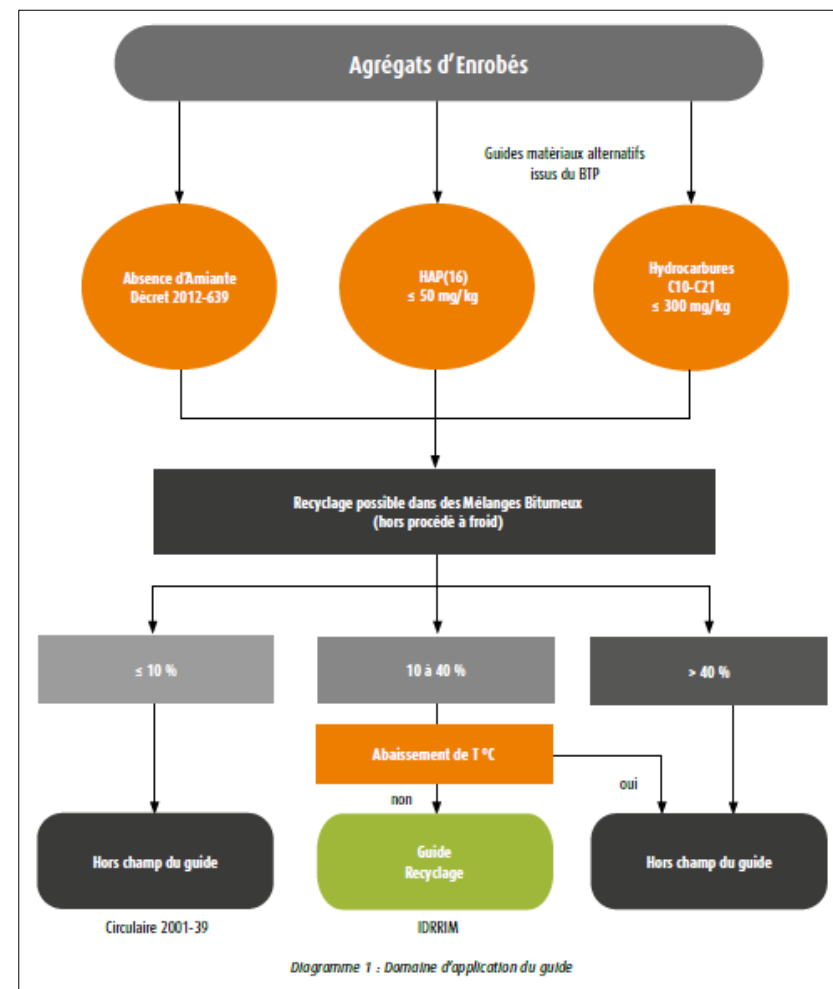 Agrégats d'Enrobés
Guides matériaux alternatifs
issus du BTP
Absence d'Amiante
Décret 2012-639
HAP(16)
≤ 50 mg/kg
Hydrocarbures
C10-C21
≤ 300 mg/kg
Recyclage possible dans des Mélanges Bitumeux
(hors procédé à froid)
≤ 10 %
10 à 40 %
> 40 %
Abaissement de T °C
non
oui
Hors champ du guide
Guide
Recyclage
Hors champ du guide
Circulaire 2001-39
IDRRIM
Diagramme 1 : Domaine d'application du guide